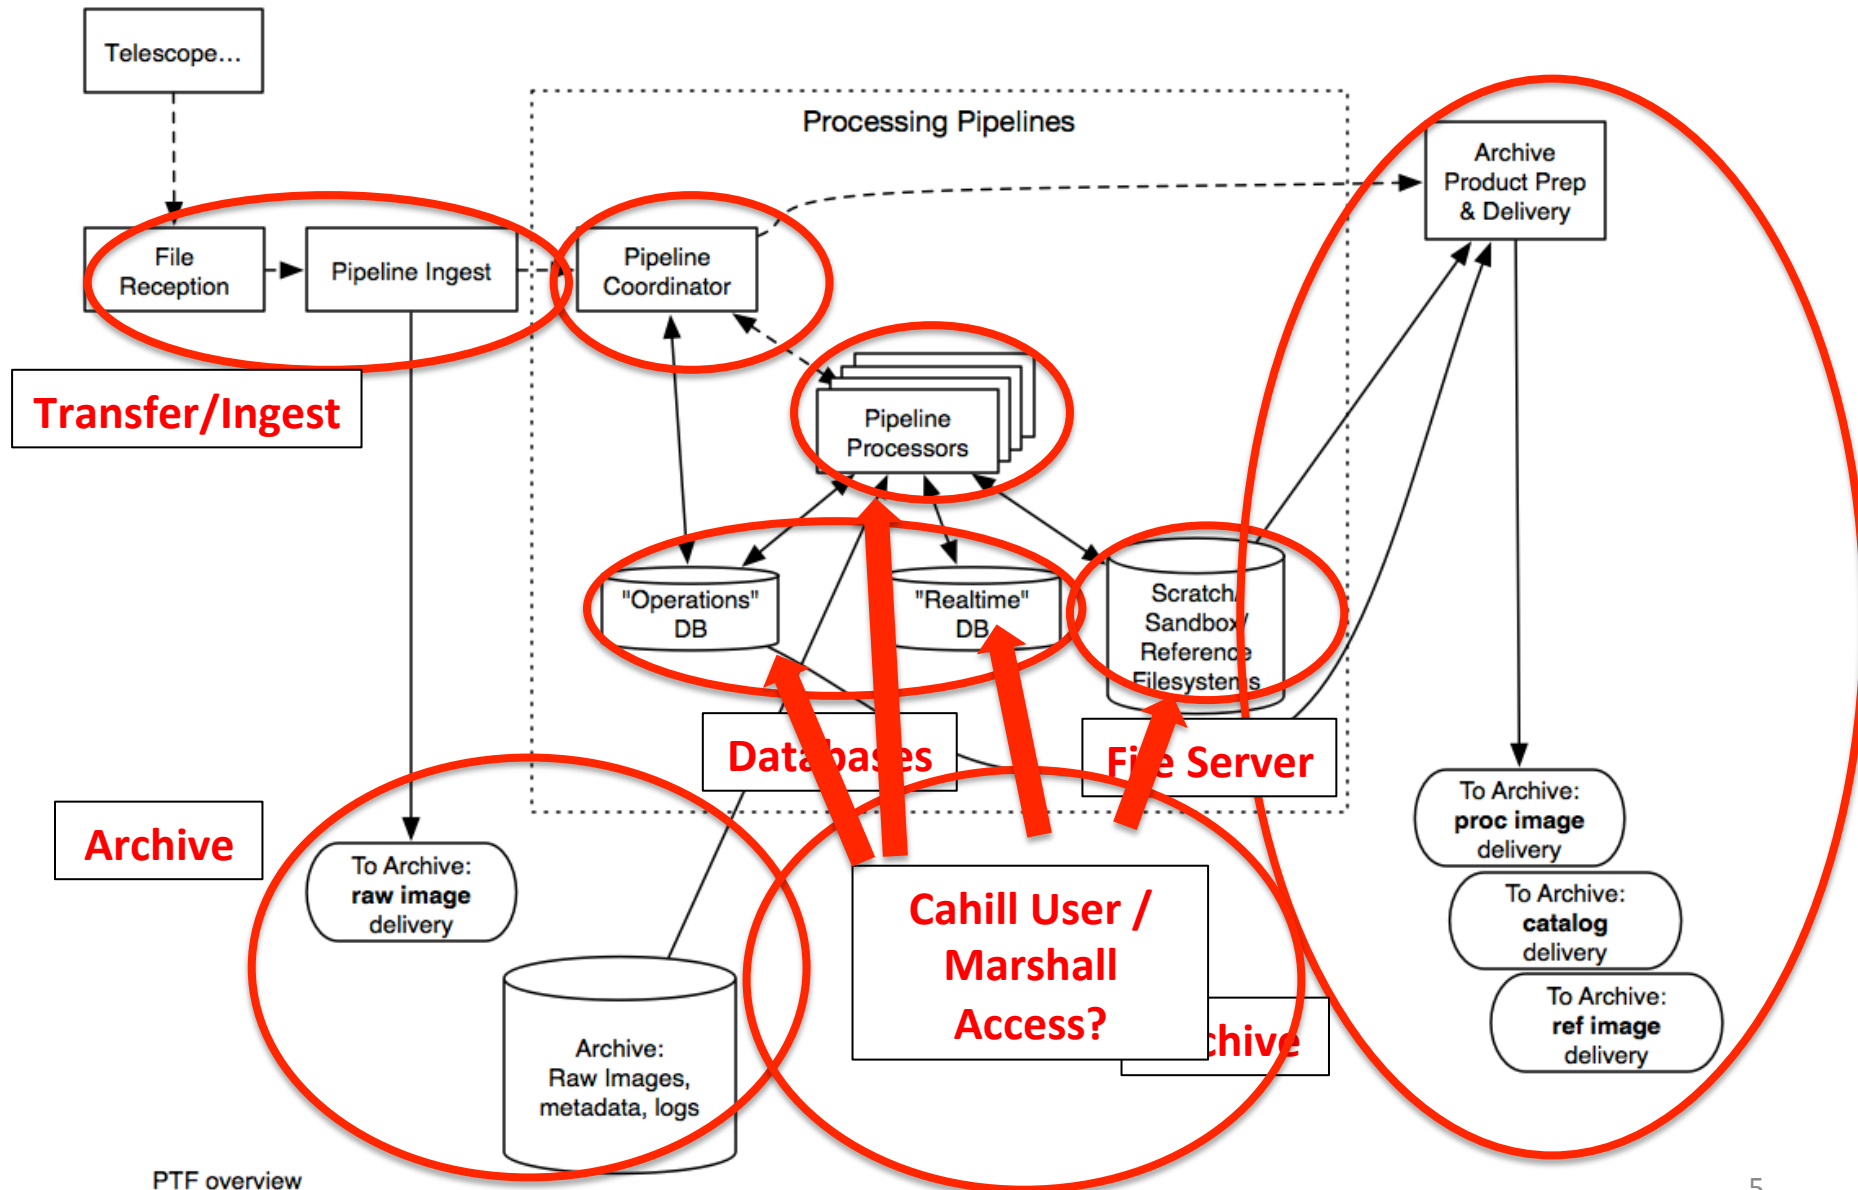 Telescope...
Processing Pipelines
Archive
Product Prep
& Delivery
File
Reception
Pipeline Ingest
Pipeline
Coordinator
Transfer/Ingest
Pipeline
Processors
"Operations"
DB
"Realtime"
DB
Scratch/
Sandbox/
Reference
Filesystems
Databases
File Server
Archive
To Archive:
raw image
delivery
To Archive:
proc image
delivery
To Archive:
catalog
delivery
To Archive:
ref image
delivery
Cahill User /
Marshall
Access?
chive
Archive:
Raw Images,
metadata, logs
PTF overview
5